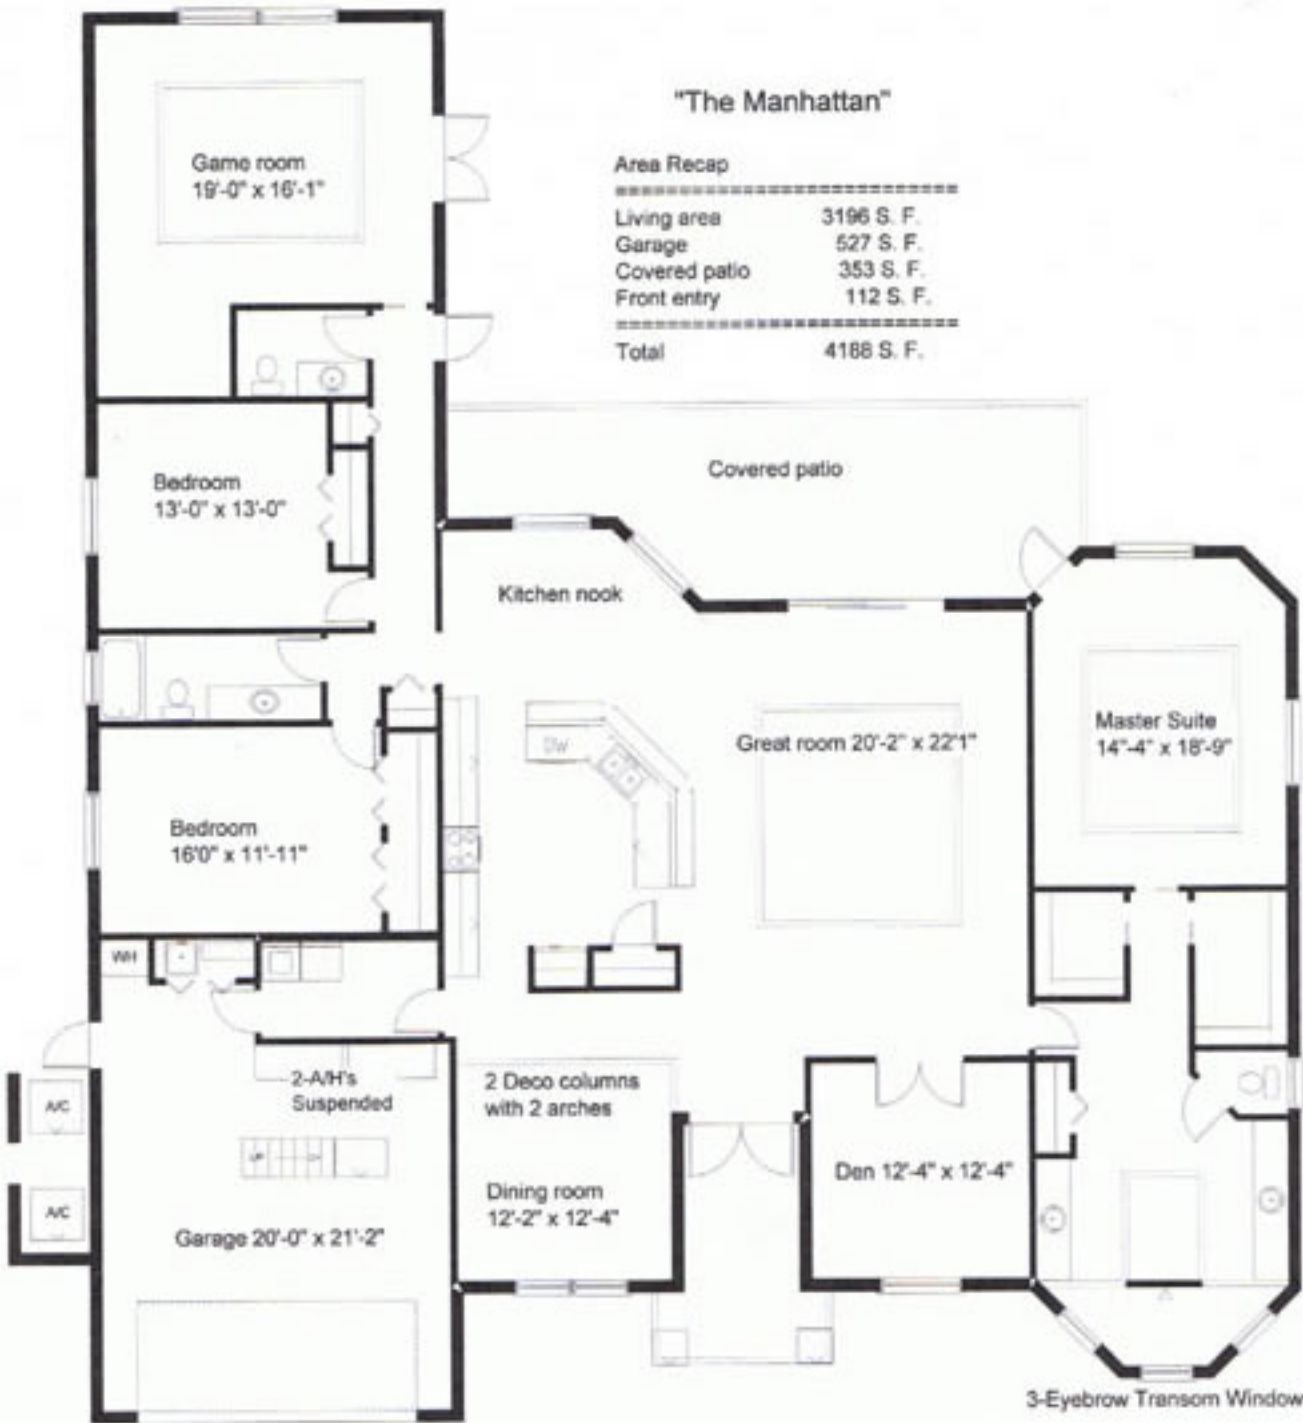 "The Manhattan"
Area Recap
==============================
Living area 3196 S. F.
Garage 527 S. F.
Covered patio 353 S. F.
Front entry 112 S. F.
==============================
Total 4188 S. F.
Game room
19'-0" x 16'-1"
Covered patio
Bedroom
13'-0" x 13'-0"
Kitchen nook
Master Suite
14"-4" x 18'-9"
Great room 20'-2" x 22'1"
DW
Bedroom
16'0" x 11'-11"
WH
2-A/H's
Suspended
2 Deco columns
with 2 arches
A/C
A/C
Den 12'-4" x 12'-4"
Dining room
12'-2" x 12'-4"
Garage 20'-0" x 21'-2"
3-Eyebrow Transom Window